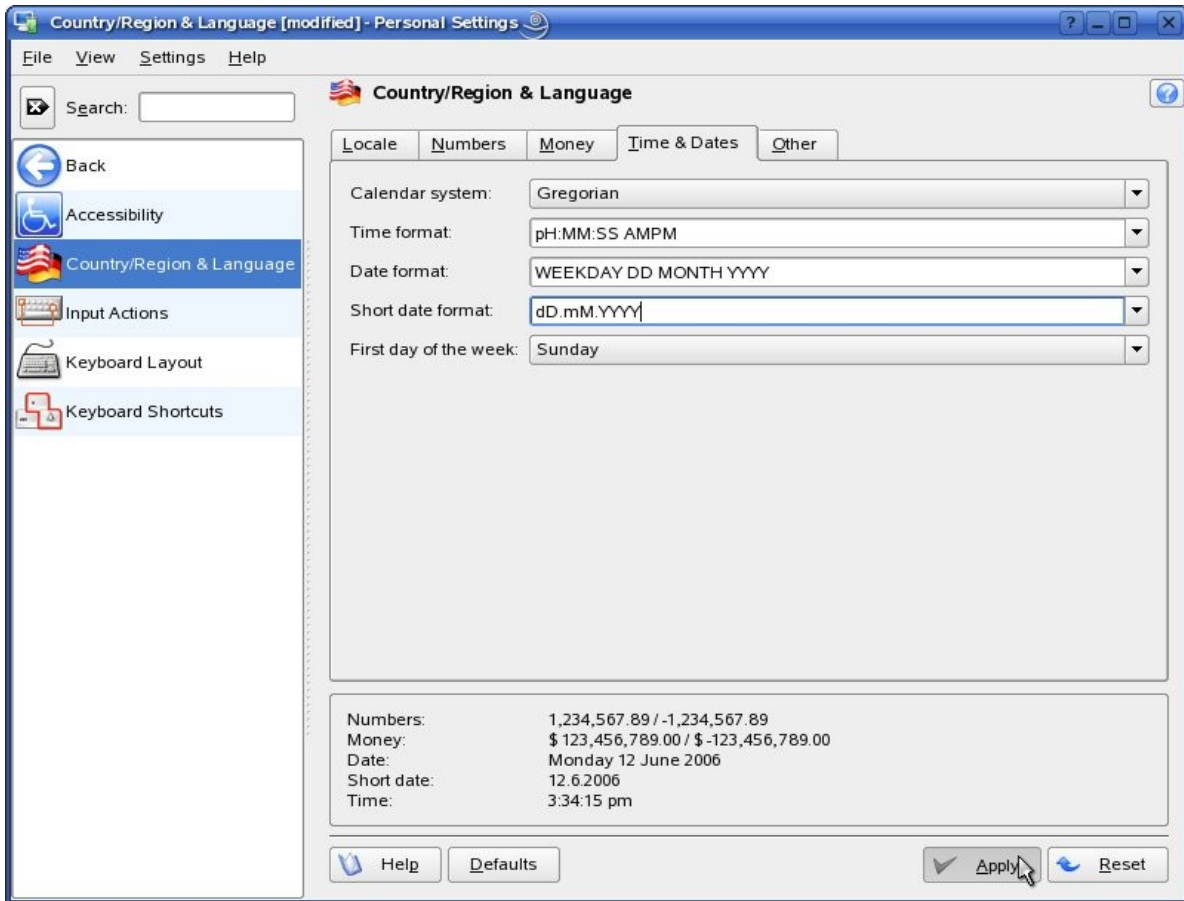 Country/Region & Language [modified] - Personal Settings
File View Settings Help
Search:
Back
Accessibility
Country/Region & Language
Input Actions
Keyboard Layout
Keyboard Shortcuts
Country/Region & Language
Locale Numbers Money Time & Dates Other
Calendar system: Gregorian
Time format: pH:MM:SS AMPM
Date format: WEEKDAY DD MONTH YYYY
Short date format: dD.mM.YYYY
First day of the week: Sunday
Numbers: 1,234,567.89 / -1,234,567.89
Money: $ 123,456,789.00 / $ -123,456,789.00
Date: Monday 12 June 2006
Short date: 12.6.2006
Time: 3:34:15 pm
Help Defaults Apply Reset